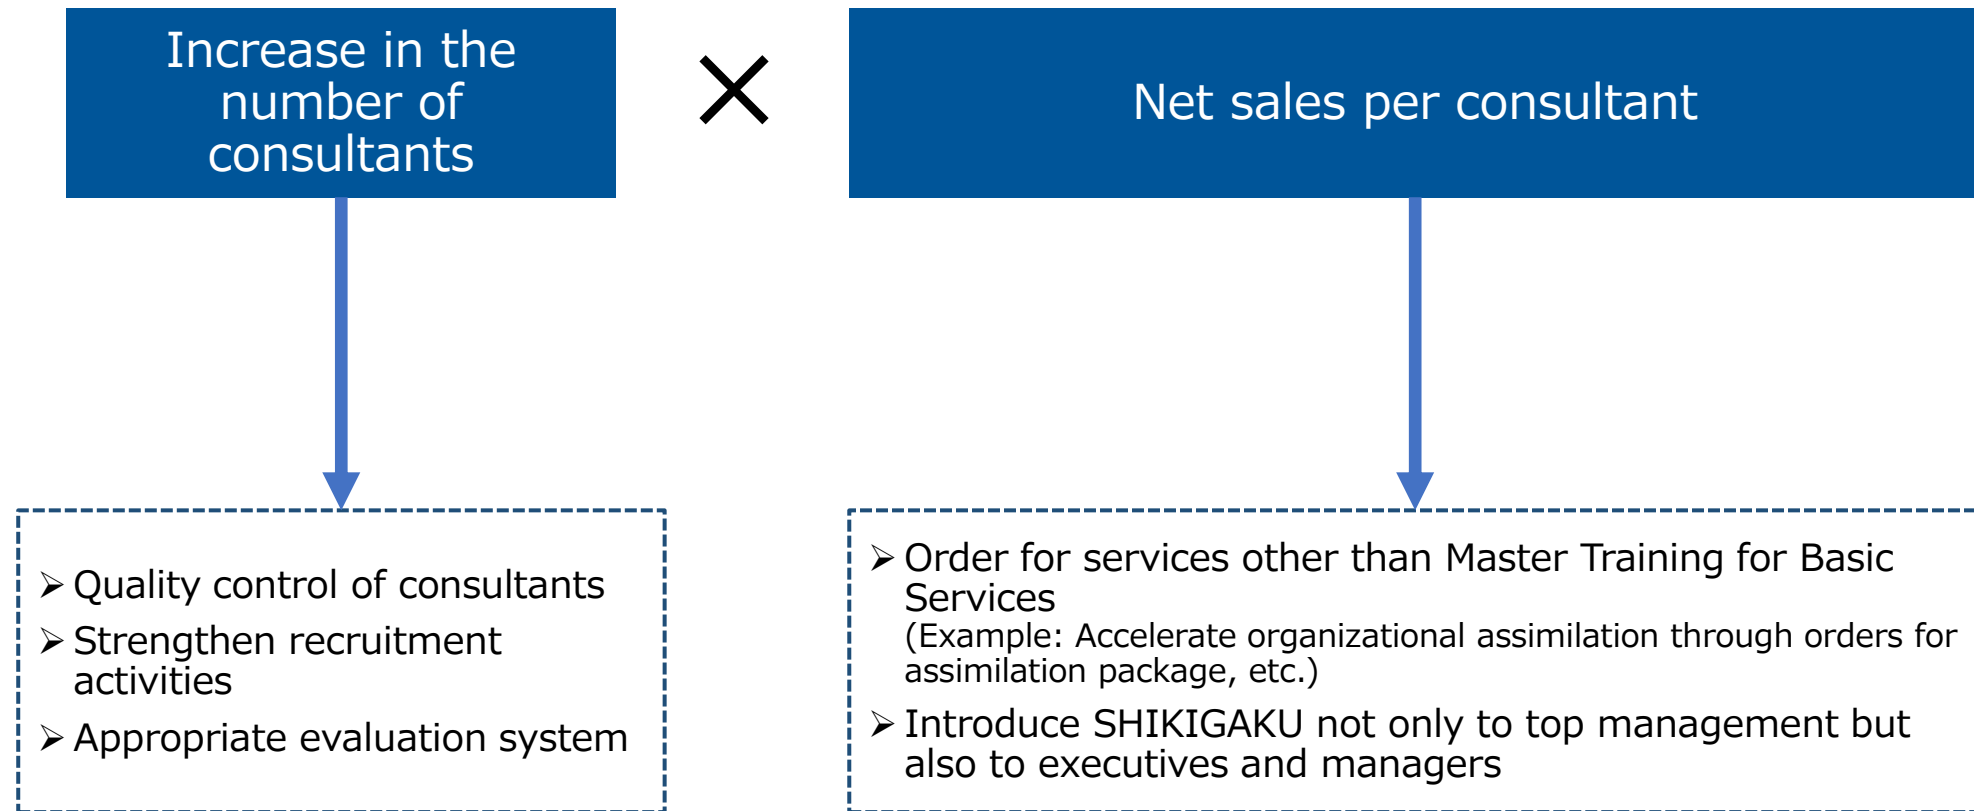 Increase in the
number of
consultants
×
Net sales per consultant
➢ Quality control of consultants
➢ Strengthen recruitment
activities
➢ Appropriate evaluation system
➢ Order for services other than Master Training for Basic
Services
(Example: Accelerate organizational assimilation through orders for
assimilation package, etc.)
➢ Introduce SHIKIGAKU not only to top management but
also to executives and managers